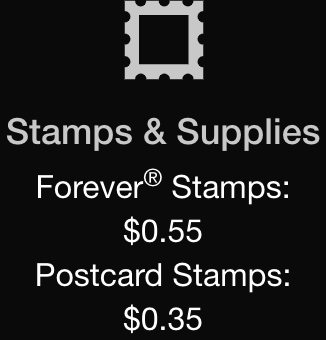 Stamps & Supplies
Forever® Stamps:
$0.55
Postcard Stamps:
$0.35